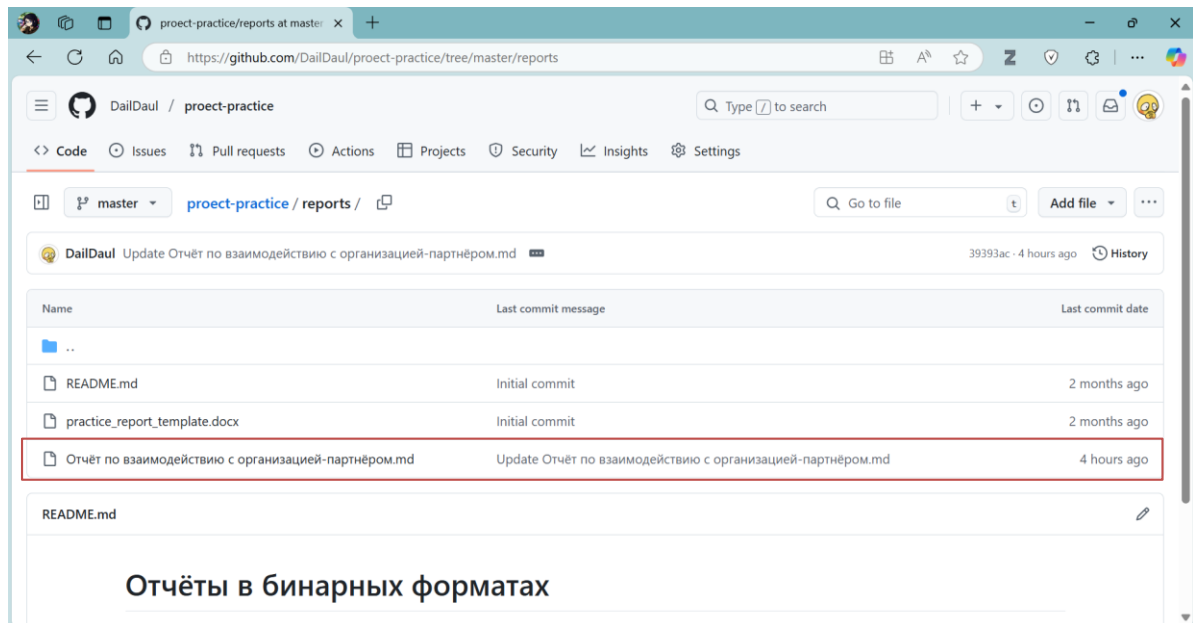 proect-practice/reports at master
https://github.com/DailDaul/proect-practice/tree/master/reports
DailDaul / proect-practice
Type / to search
Code Issues Pull requests Actions Projects Security Insights Settings
master proect-practice / reports / Go to file t Add file
DailDaul Update Отчёт по взаимодействию с организацией-партнёром.md 39393ac · 4 hours ago History
Name Last commit message Last commit date
..
README.md Initial commit 2 months ago
practice_report_template.docx Initial commit 2 months ago
Отчёт по взаимодействию с организацией-партнёром.md Update Отчёт по взаимодействию с организацией-партнёром.md 4 hours ago
README.md
Отчёты в бинарных форматах